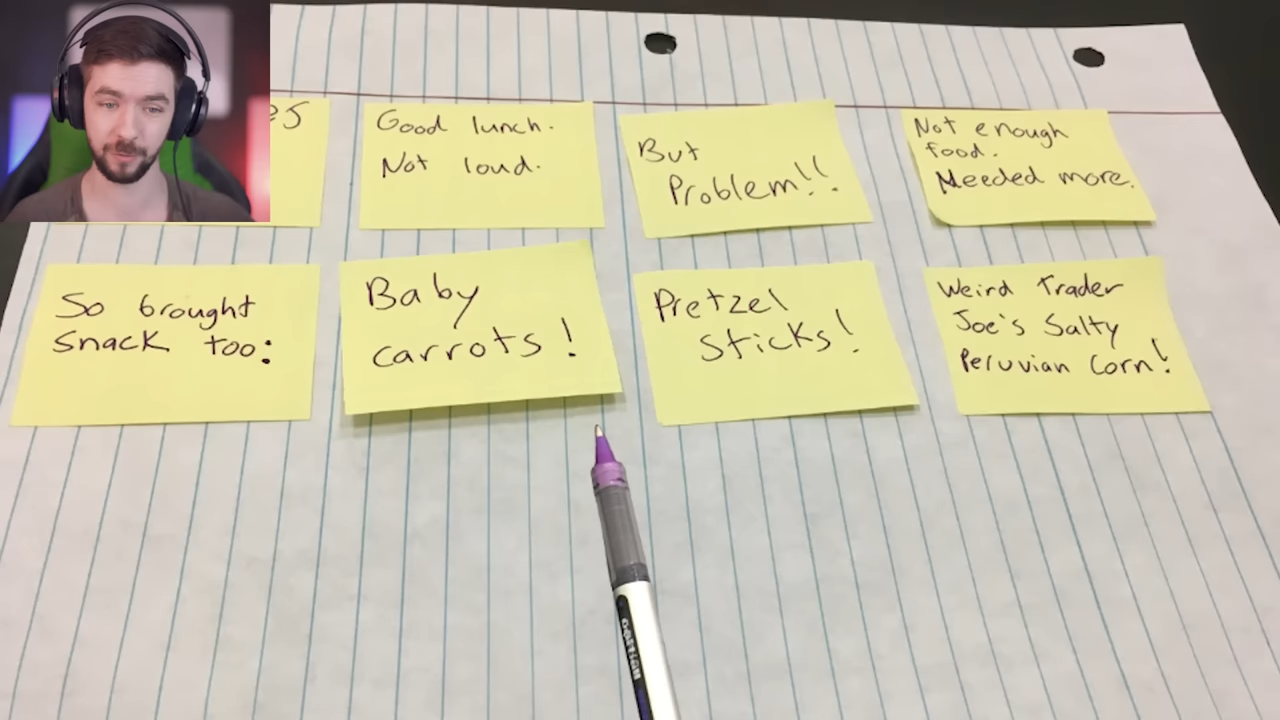 Good lunch.
Not loud.
But
Problem!!
Not enough
food.
Needed more.
So brought
snack too:
Baby
carrots!
Pretzel
sticks!
Weird Trader
Joe's Salty
Peruvian Corn!